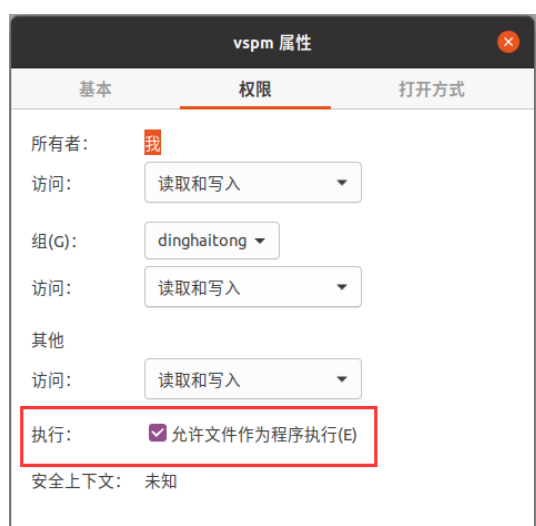 vspm 属性
基本 权限 打开方式
所有者： 我
访问： 读取和写入
组(G)： dinghaitong
访问： 读取和写入
其他
访问： 读取和写入
执行： 允许文件作为程序执行(E)
安全上下文： 未知